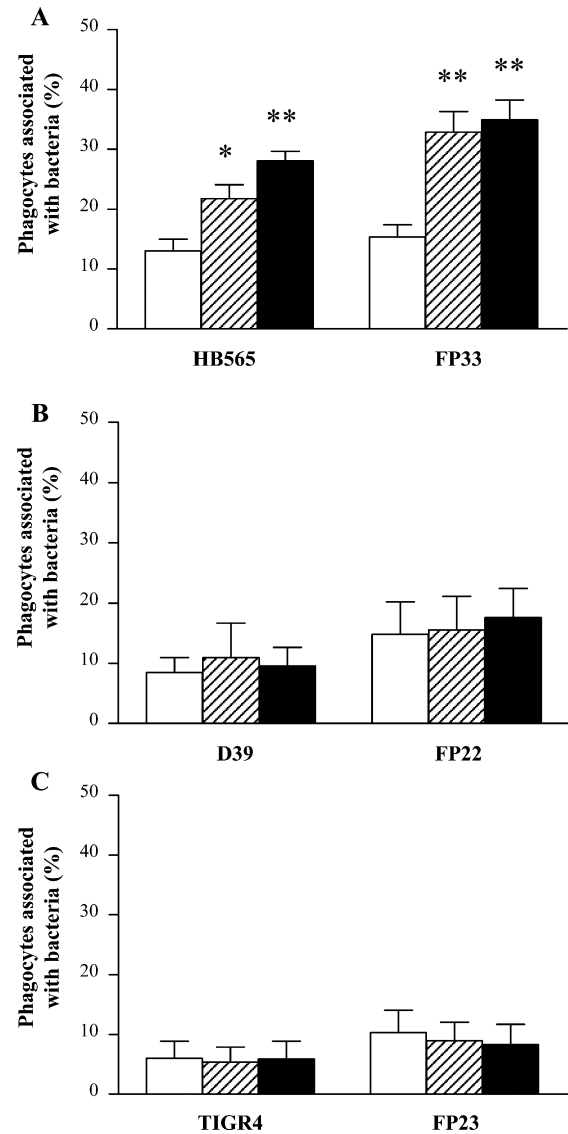 A
Phagocytes associated
with bacteria (%)
50
40
30
20
10
0
*
**
**
**
HB565
FP33
B
Phagocytes associated
with bacteria (%)
50
40
30
20
10
0
D39
FP22
C
Phagocytes associated
with bacteria (%)
50
40
30
20
10
0
TIGR4
FP23